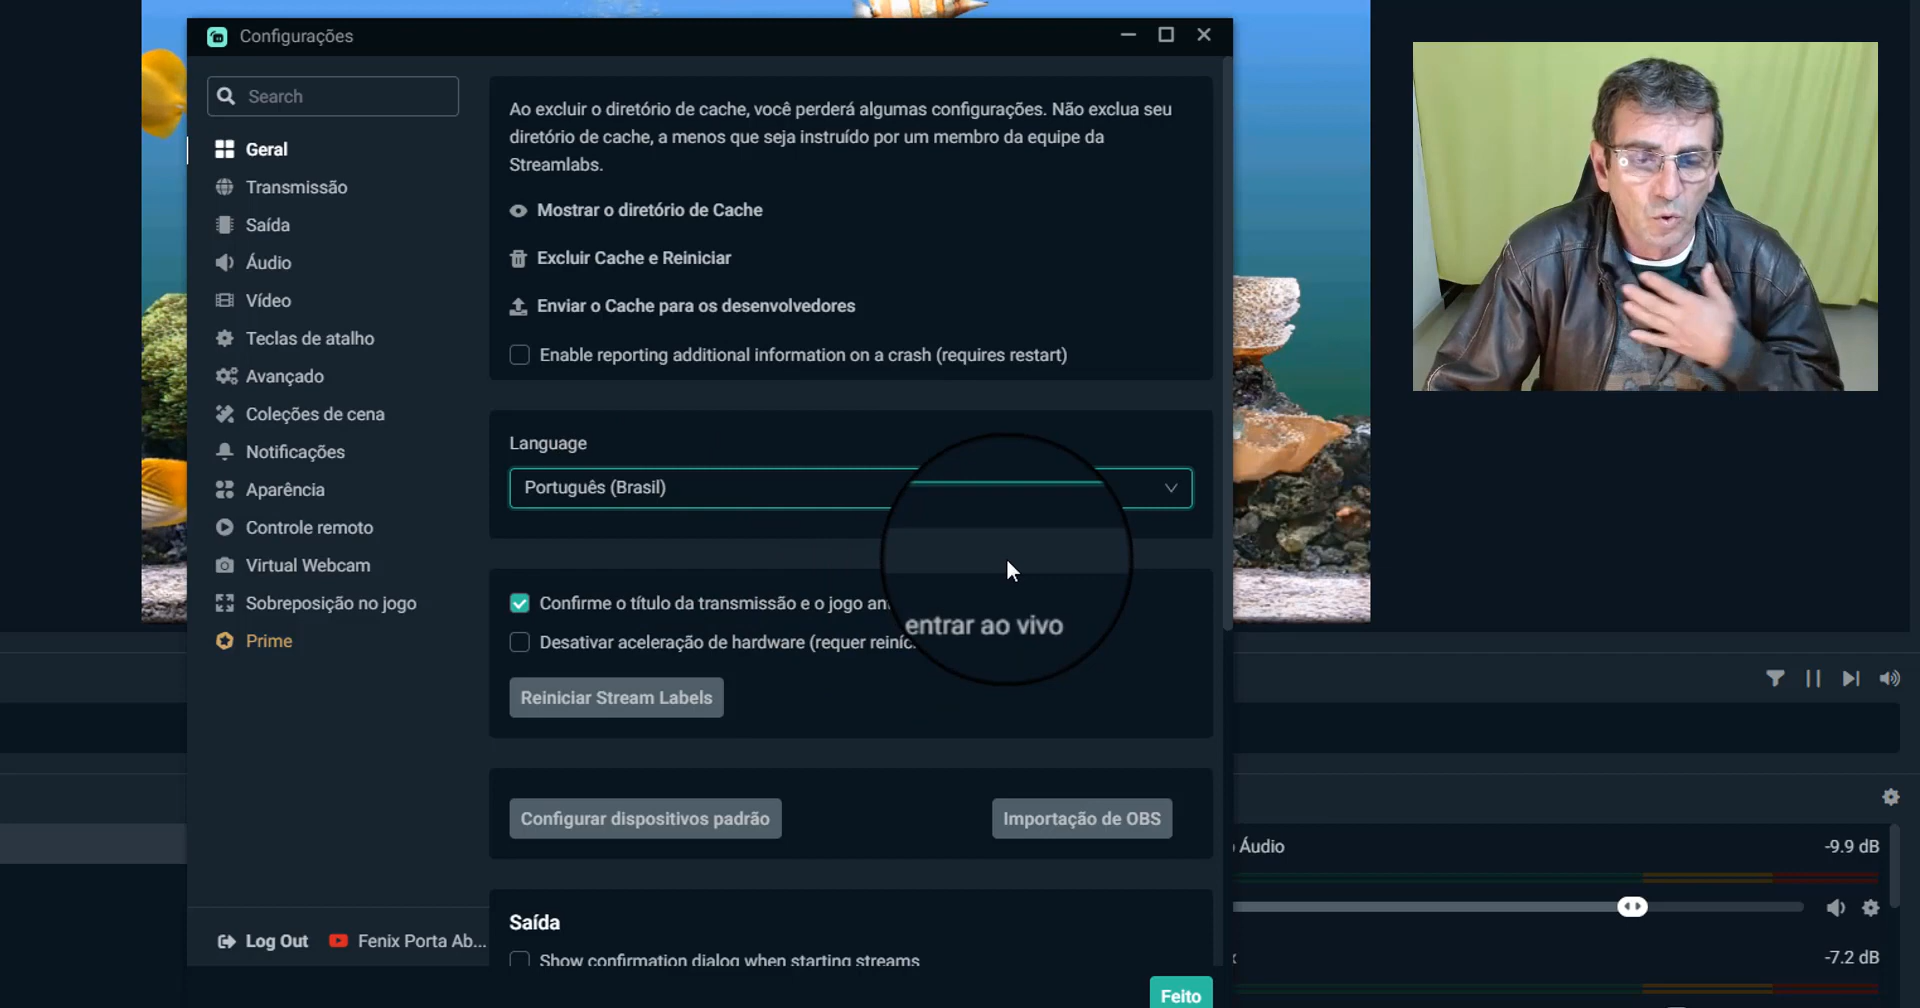 Configurações
Search
Geral
Transmissão
Saída
Áudio
Vídeo
Teclas de atalho
Avançado
Coleções de cena
Notificações
Aparência
Controle remoto
Virtual Webcam
Sobreposição no jogo
Prime
Log Out
Fenix Porta Ab...
Ao excluir o diretório de cache, você perderá algumas configurações. Não exclua seu
diretório de cache, a menos que seja instruído por um membro da equipe da
Streamlabs.
Mostrar o diretório de Cache
Excluir Cache e Reiniciar
Enviar o Cache para os desenvolvedores
Enable reporting additional information on a crash (requires restart)
Language
Português (Brasil)
Confirme o título da transmissão e o jogo
entrar ao vivo
Desativar aceleração de hardware (requer
Reiniciar Stream Labels
Configurar dispositivos padrão
Importação de OBS
Saída
Show confirmation dialog when starting streams
Feito
Áudio
-9.9 dB
-7.2 dB